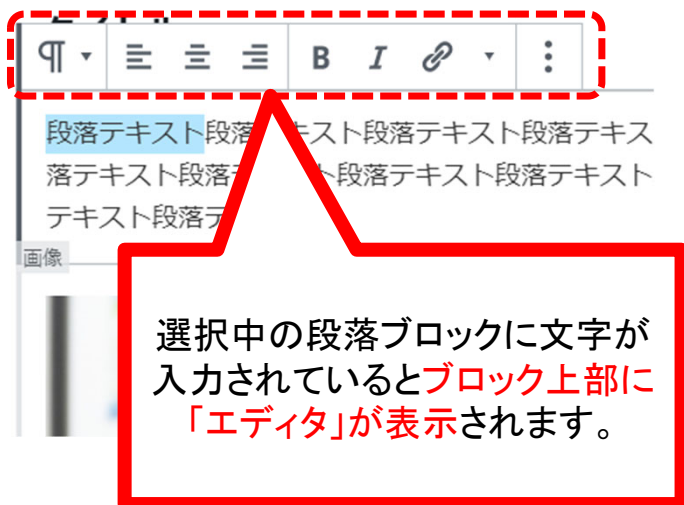 B I
段落テキスト段落 キスト段落テキスト段落テキス
落テキスト段落 ト段落テキスト段落テキスト
テキスト段落テ
画像
選択中の段落ブロックに文字が
入力されているとブロック上部に
「エディタ」が表示されます。